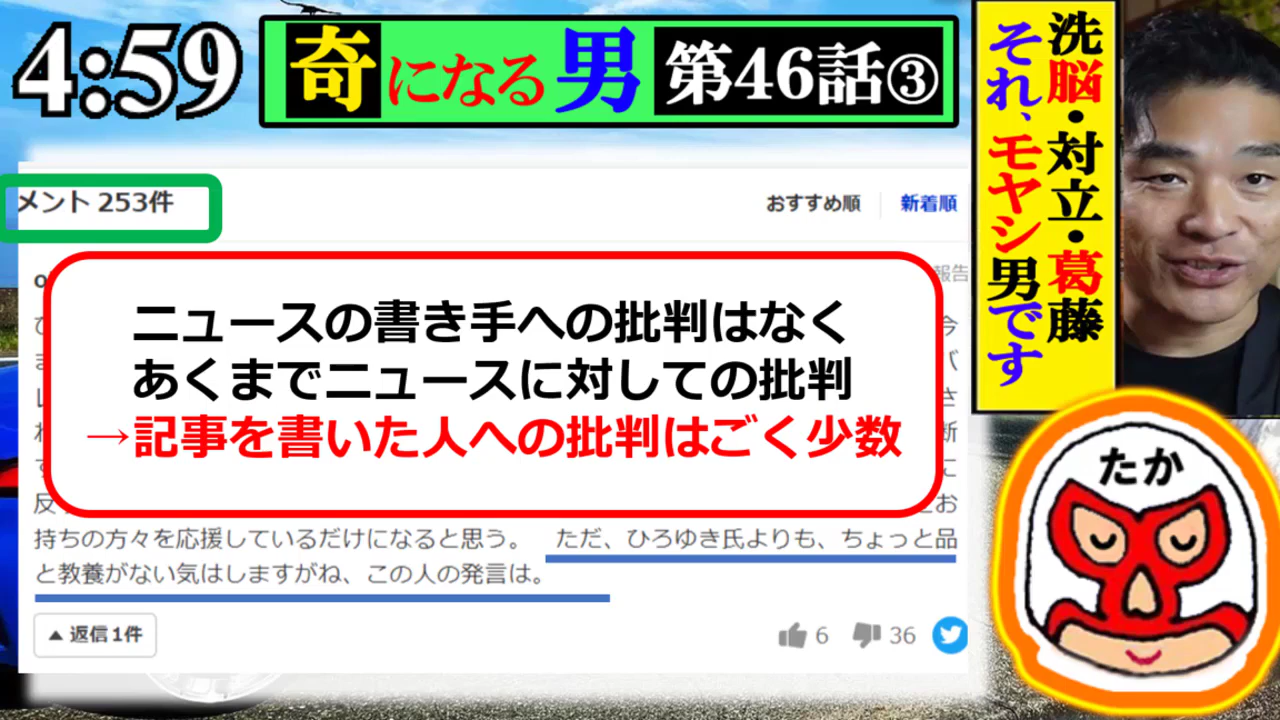 4:59
奇になる男 第46話③
洗脳・対立・葛藤
それ、モヤシ男です
メント 253件
おすすめ順
新着順
報告
ニュースの書き手への批判はなく
あくまでニュースに対しての批判
→記事を書いた人への批判はごく少数
持ちの方々を応援しているだけになると思う。 ただ、ひろゆき氏よりも、ちょっと品
と教養がない気はしますがね、この人の発言は。
▲ 返信1件
6
36
たか